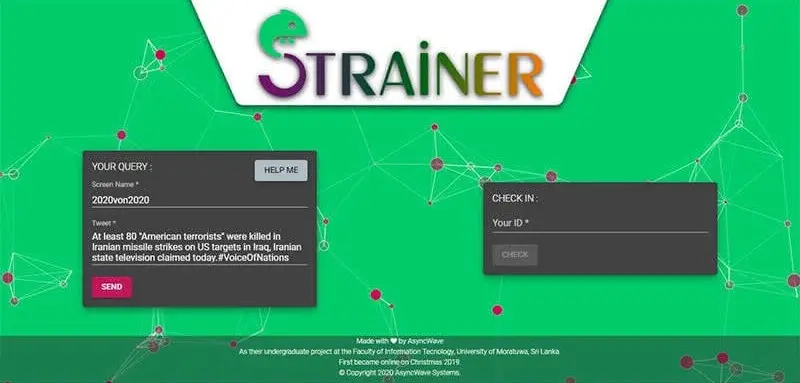 STRAINER
YOUR QUERY :
HELP ME
Screen Name *
2020von2020
Tweet *
At least 80 "American terrorists" were killed in
Iranian missile strikes on US targets in Iraq, Iranian
state television claimed today.#VoiceOfNations
SEND
CHECK IN :
Your ID *
CHECK
Made with ❤ by AsyncWave
As their undergraduate project at the Faculty of Information Tecnology, University of Moratuwa, Sri Lanka
First became online on Christmas 2019.
© Copyright 2020 AsyncWave Systems.